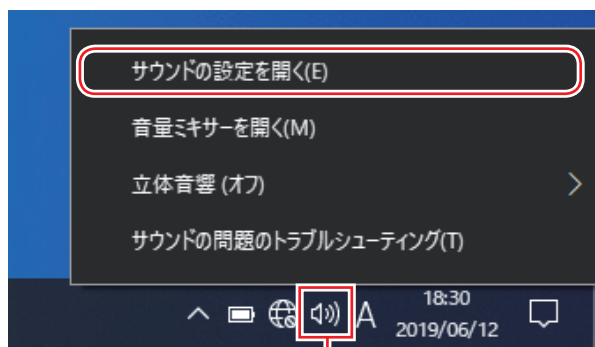 サウンドの設定を開く(E)
音量ミキサーを開く(M)
立体音響 (オフ)
サウンドの問題のトラブルシューティング(T)
A
18:30
2019/06/12